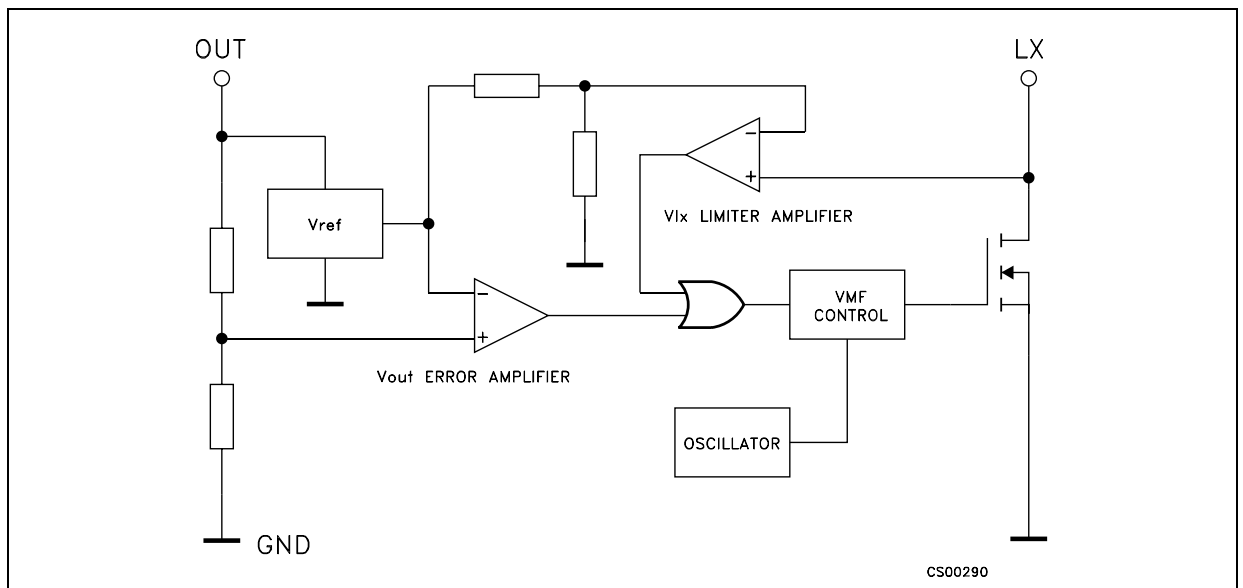 OUT
LX
−
+
Vlx LIMITER AMPLIFIER
Vref
−
+
VMF
CONTROL
Vout ERROR AMPLIFIER
OSCILLATOR
GND
CS00290